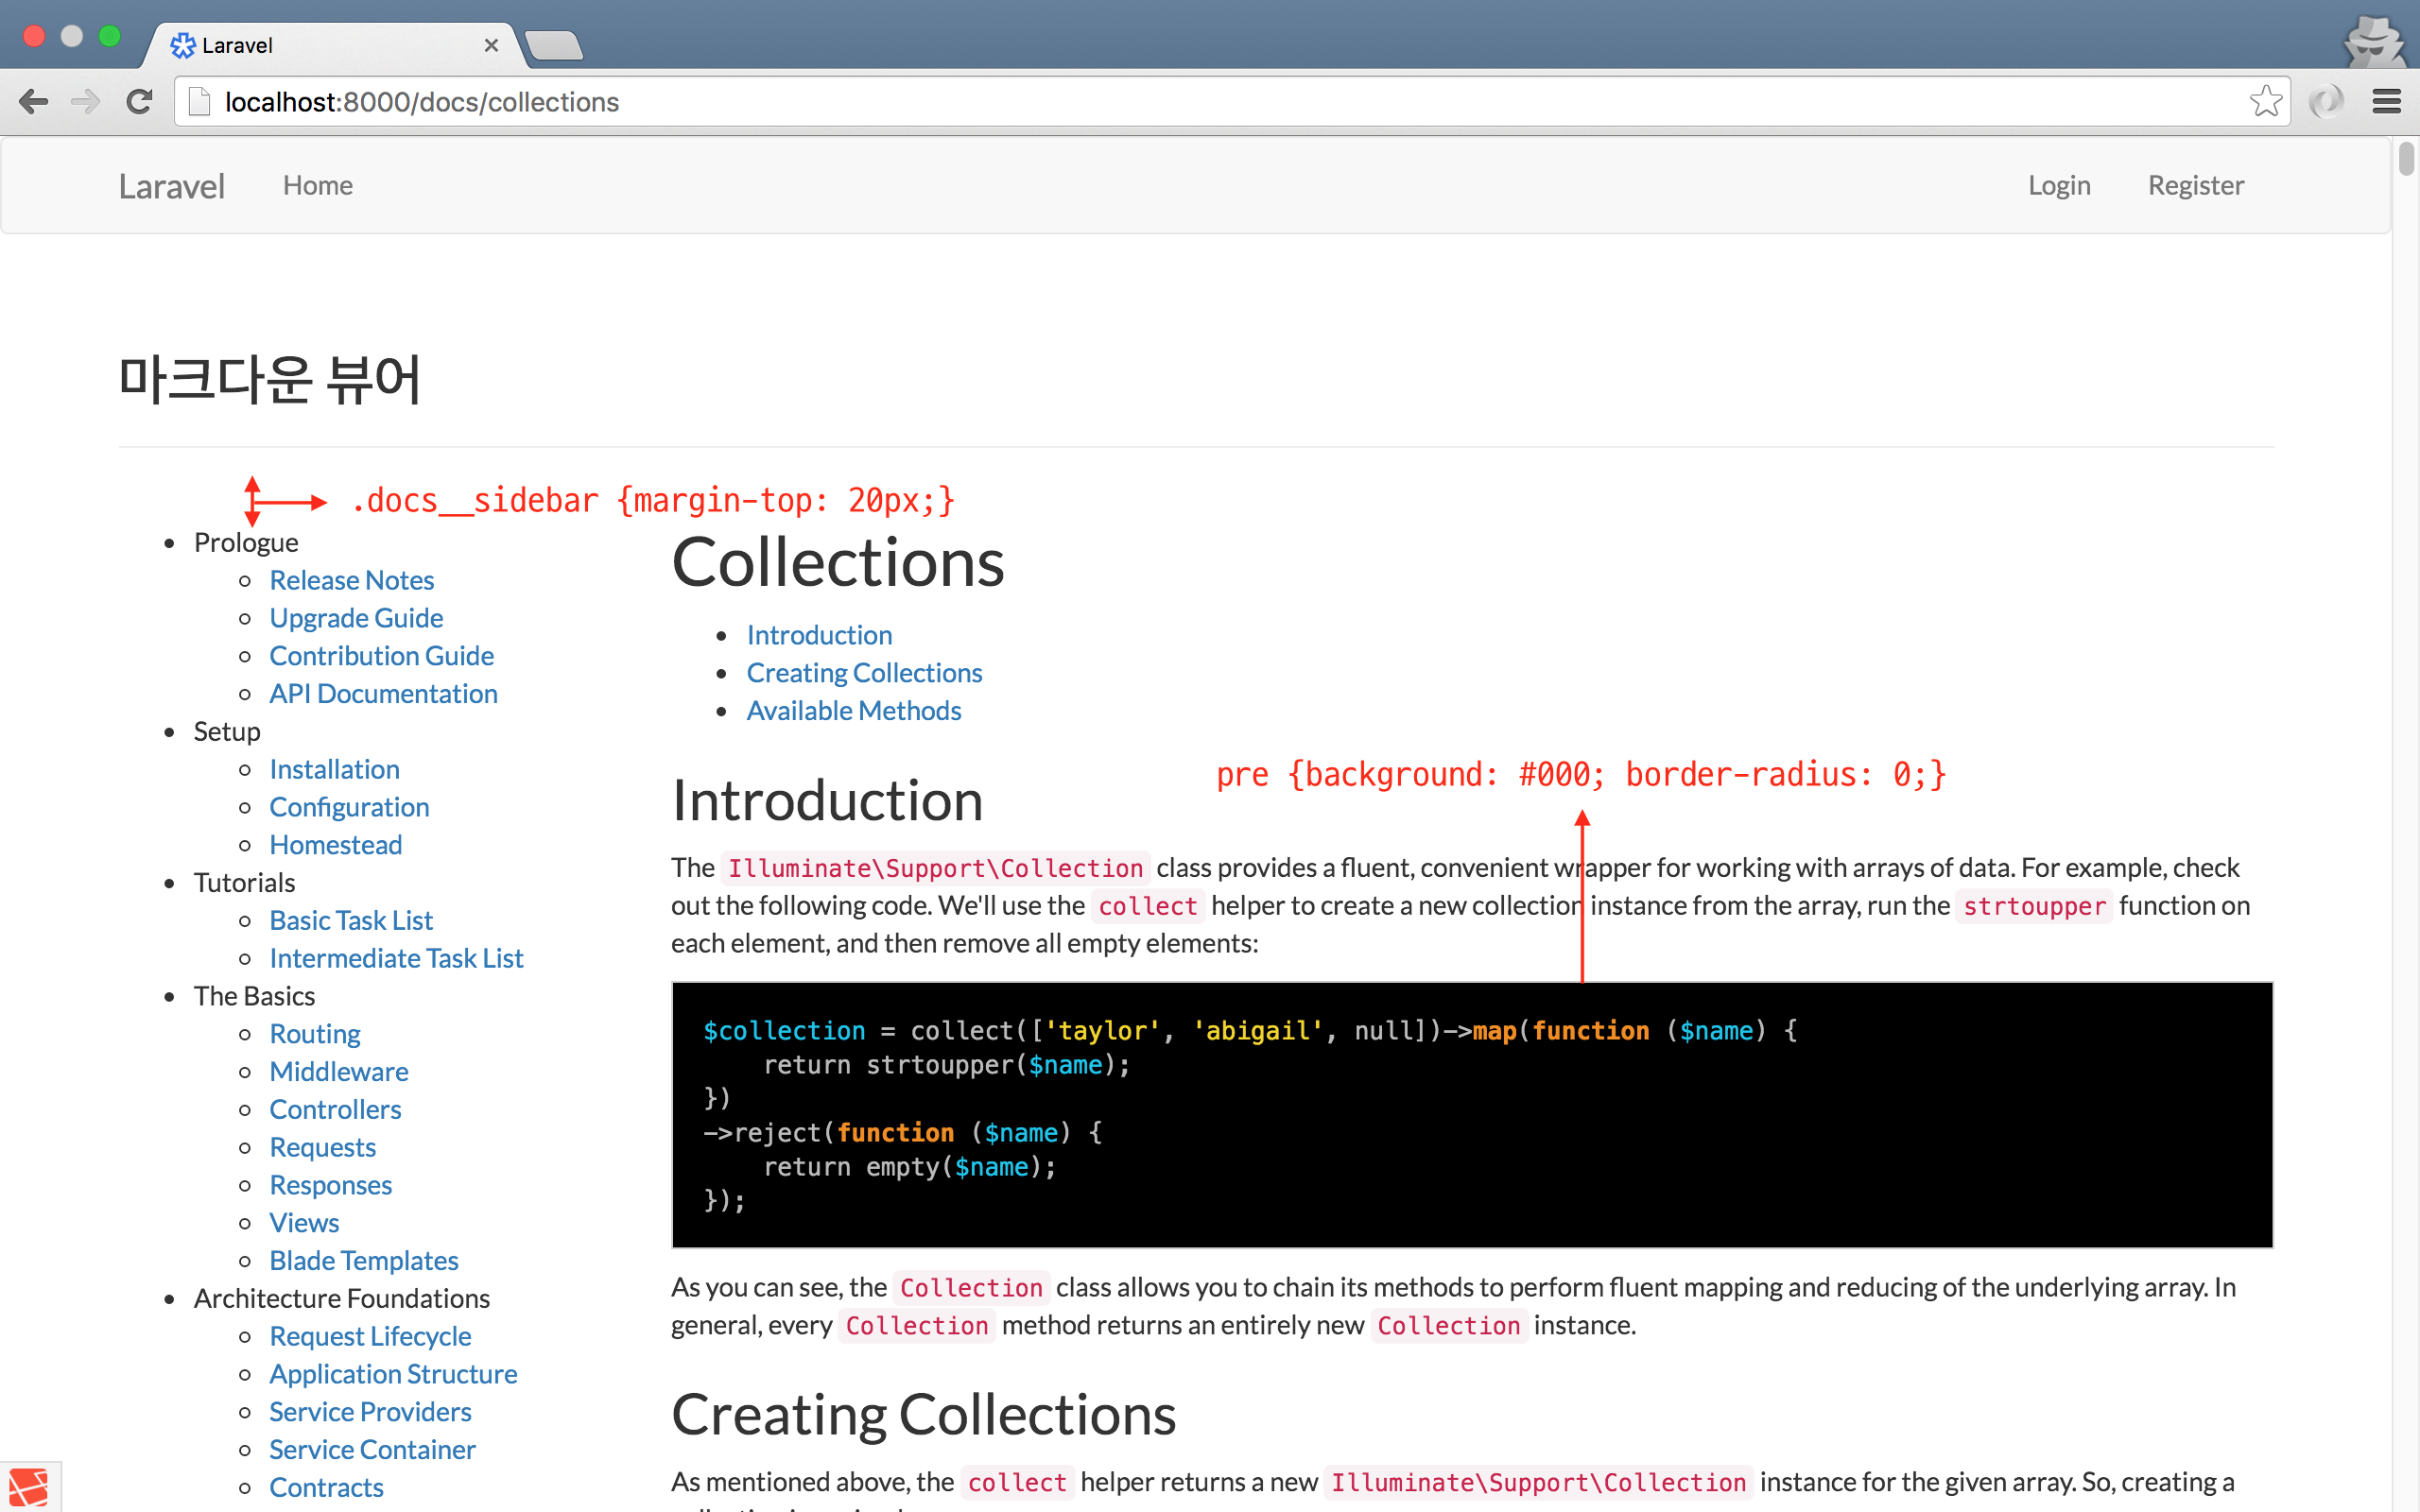 Laravel
localhost:8000/docs/collections
Laravel Home Login Register
마크다운 뷰어
.docs__sidebar {margin-top: 20px;}
Prologue
Release Notes
Upgrade Guide
Contribution Guide
API Documentation
Setup
Installation
Configuration
Homestead
Tutorials
Basic Task List
Intermediate Task List
The Basics
Routing
Middleware
Controllers
Requests
Responses
Views
Blade Templates
Architecture Foundations
Request Lifecycle
Application Structure
Service Providers
Service Container
Contracts
Collections
Introduction
Creating Collections
Available Methods
pre {background: #000; border-radius: 0;}
Introduction
The Illuminate\Support\Collection class provides a fluent, convenient wrapper for working with arrays of data. For example, check
out the following code. We'll use the collect helper to create a new collection instance from the array, run the strtoupper function on
each element, and then remove all empty elements:
$collection = collect(['taylor', 'abigail', null])->map(function ($name) {
    return strtoupper($name);
})
->reject(function ($name) {
    return empty($name);
});
As you can see, the Collection class allows you to chain its methods to perform fluent mapping and reducing of the underlying array. In
general, every Collection method returns an entirely new Collection instance.
Creating Collections
As mentioned above, the collect helper returns a new Illuminate\Support\Collection instance for the given array. So, creating a